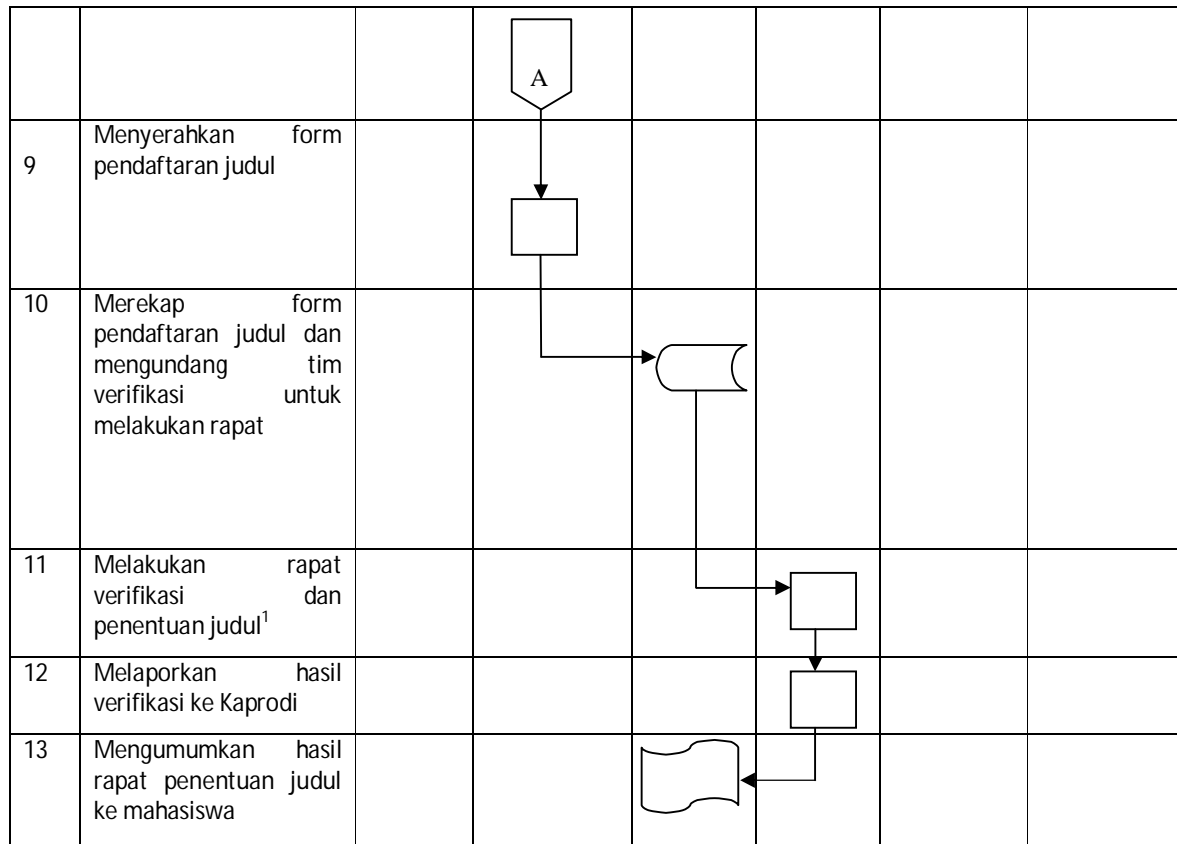 A
9
Menyerahkan form
pendaftaran judul
10
Merekap form
pendaftaran judul dan
mengundang tim
verifikasi untuk
melakukan rapat
11
Melakukan rapat
verifikasi dan
penentuan judul¹
12
Melaporkan hasil
verifikasi ke Kaprodi
13
Mengumumkan hasil
rapat penentuan judul
ke mahasiswa